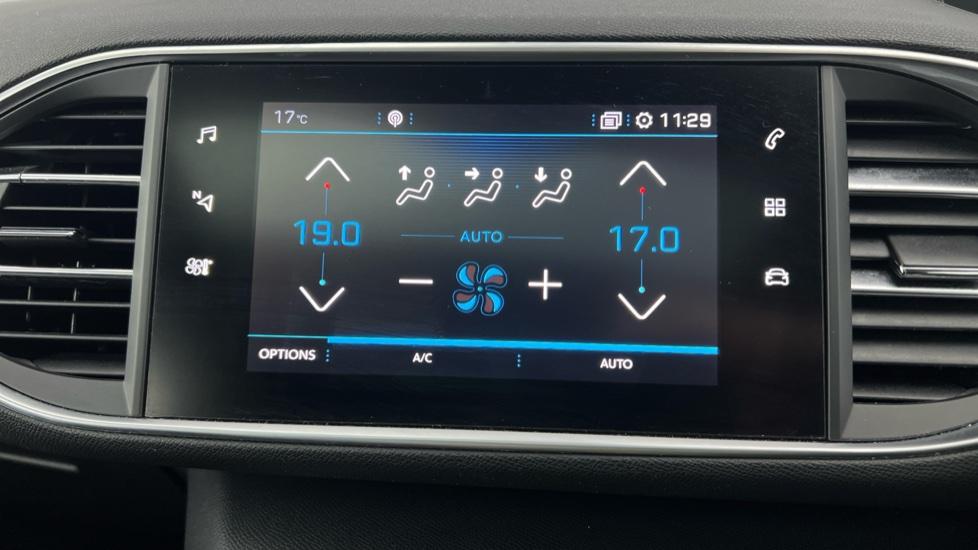 17°C 11:29
N
19.0 AUTO 17.0
OPTIONS A/C AUTO